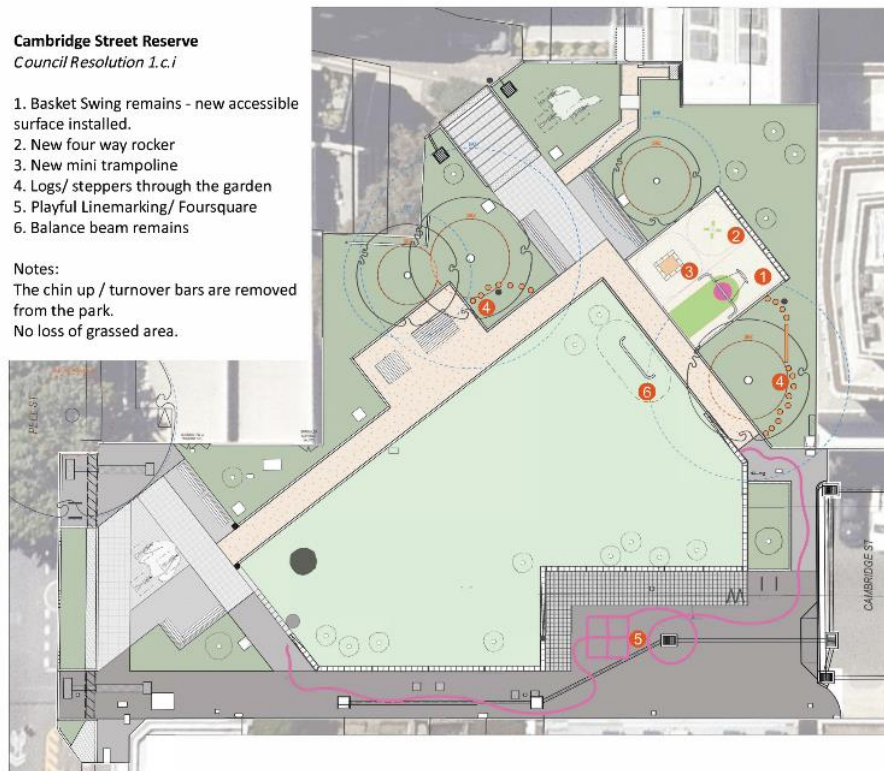 Cambridge Street Reserve
Council Resolution 1.c.i
1. Basket Swing remains - new accessible
surface installed.
2. New four way rocker
3. New mini trampoline
4. Logs/ steppers through the garden
5. Playful Linemarking/ Foursquare
6. Balance beam remains
Notes:
The chin up / turnover bars are removed
from the park.
No loss of grassed area.
2
3
1
4
4
6
5
PEEL ST
CAMBRIDGE ST